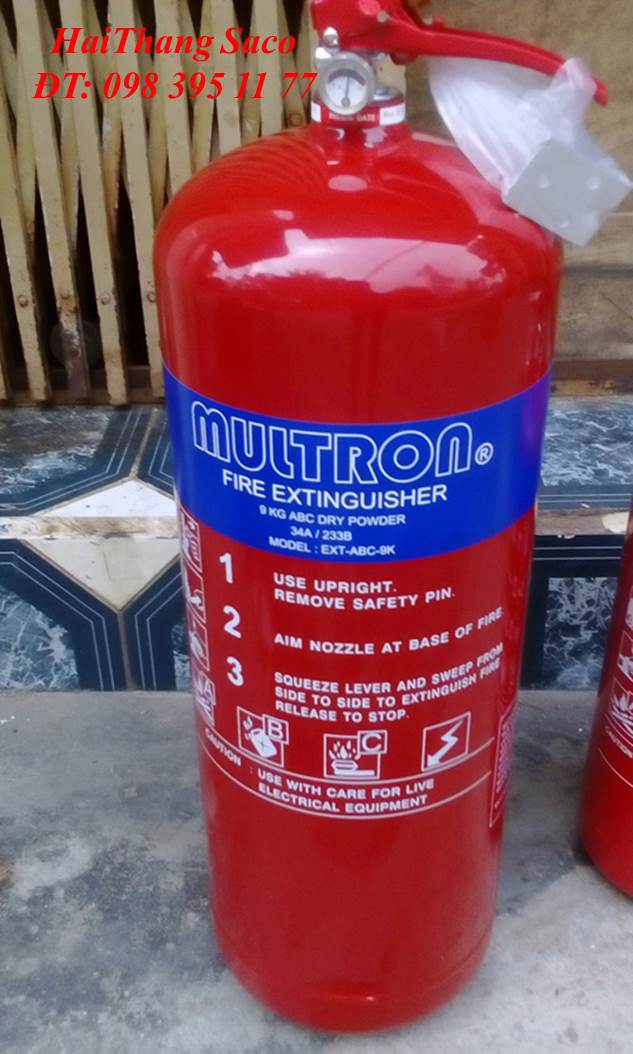 HaiThang Saco
ĐT: 098 395 11 77
MULTRON®
FIRE EXTINGUISHER
9 KG ABC DRY POWDER
34A / 233B
MODEL : EXT-ABC-9K
1 USE UPRIGHT.
REMOVE SAFETY PIN.
2 AIM NOZZLE AT BASE OF FIRE
3 SQUEEZE LEVER AND SWEEP FROM
SIDE TO SIDE TO EXTINGUISH FIRE
RELEASE TO STOP.
A B C
CAUTION : USE WITH CARE FOR LIVE
ELECTRICAL EQUIPMENT